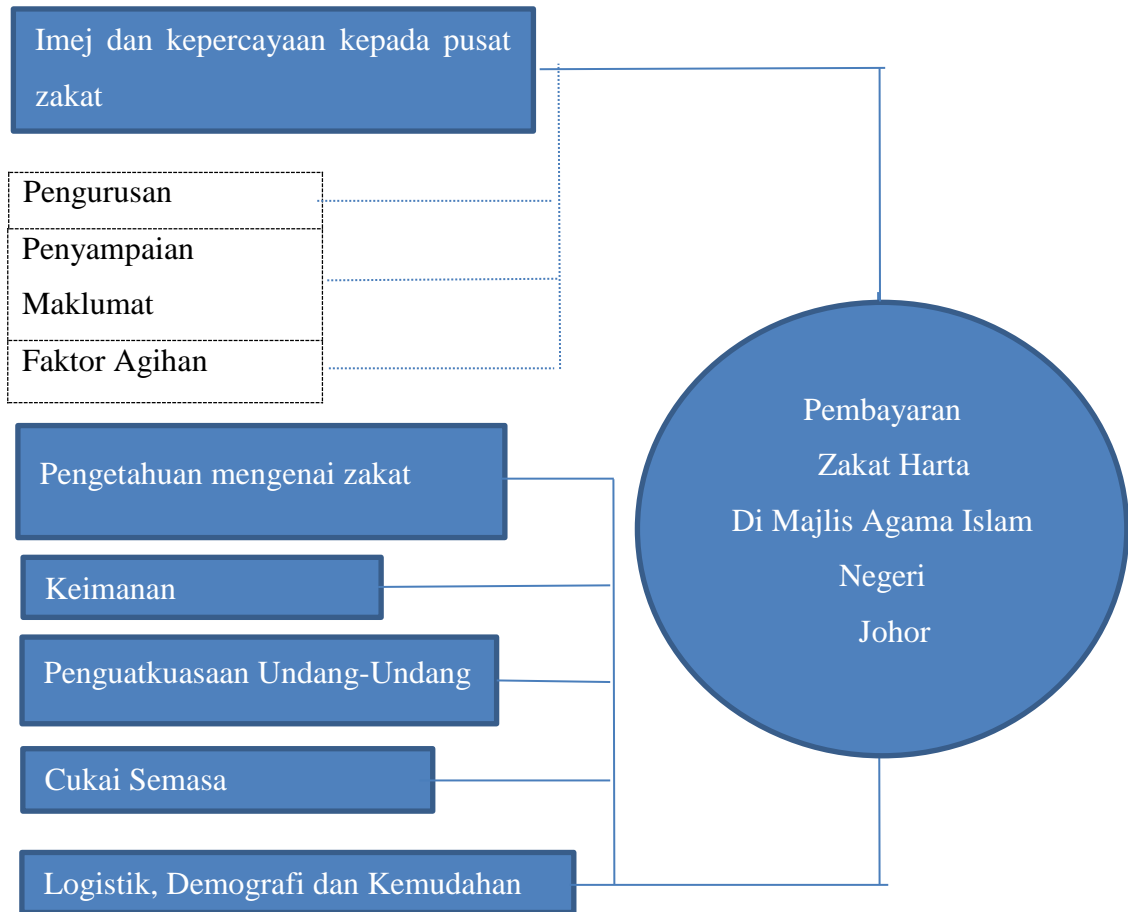 Imej dan kepercayaan kepada pusat
zakat
Pengurusan
Penyampaian
Maklumat
Faktor Agihan
Pengetahuan mengenai zakat
Keimanan
Penguatkuasaan Undang-Undang
Cukai Semasa
Logistik, Demografi dan Kemudahan
Pembayaran
Zakat Harta
Di Majlis Agama Islam
Negeri
Johor